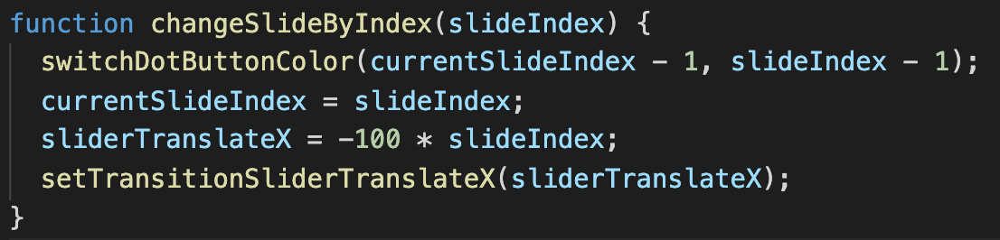 function changeSlideByIndex(slideIndex) {
  switchDotButtonColor(currentSlideIndex - 1, slideIndex - 1);
  currentSlideIndex = slideIndex;
  sliderTranslateX = -100 * slideIndex;
  setTransitionSliderTranslateX(sliderTranslateX);
}